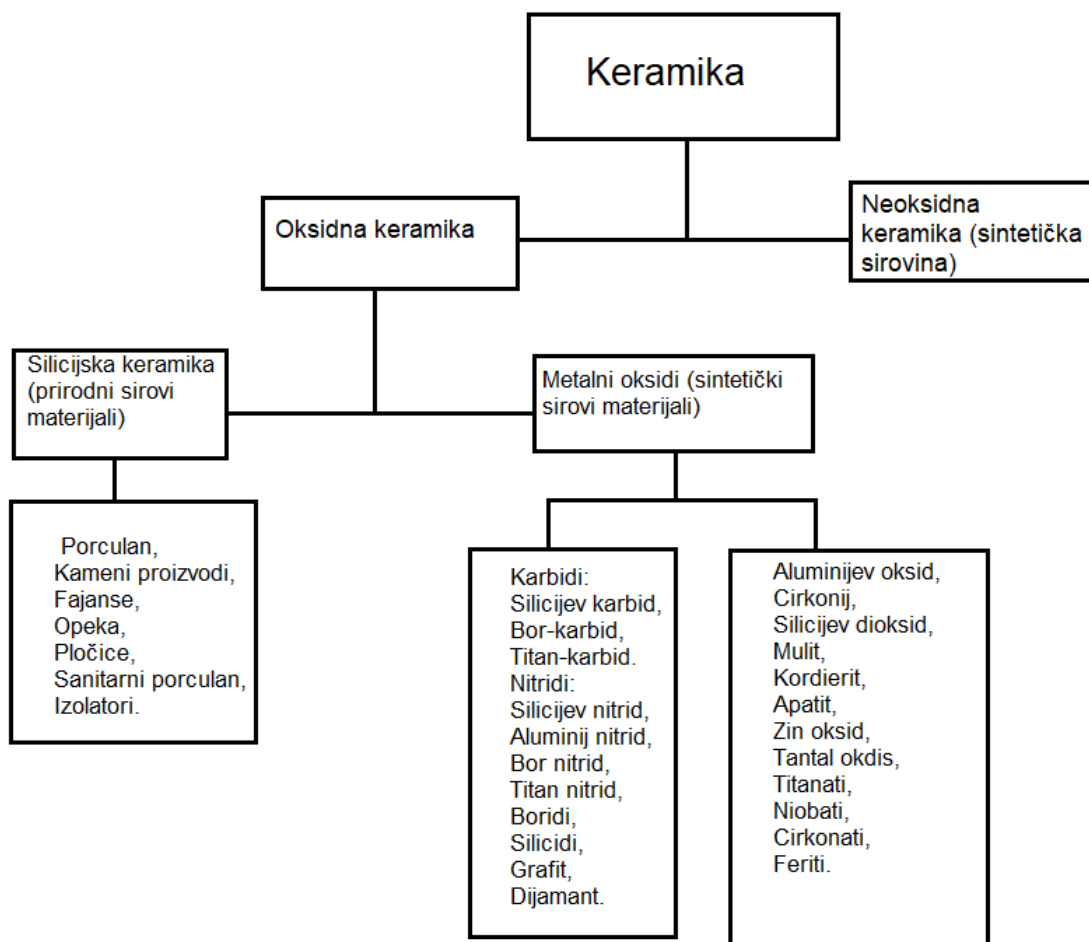 Keramika
Oksidna keramika
Neoksidna
keramika (sintetička
sirovina)
Silicijska keramika
(prirodni sirovi
materijali)
Metalni oksidi (sintetički
sirovi materijali)
Porculan,
Kameni proizvodi,
Fajanse,
Opeka,
Pločice,
Sanitarni porculan,
Izolatori.
Karbidi:
Silicijev karbid,
Bor-karbid,
Titan-karbid.
Nitridi:
Silicijev nitrid,
Aluminij nitrid,
Bor nitrid,
Titan nitrid,
Boridi,
Silicidi,
Grafit,
Dijamant.
Aluminijev oksid,
Cirkonij,
Silicijev dioksid,
Mulit,
Kordierit,
Apatit,
Zin oksid,
Tantal okdis,
Titanati,
Niobati,
Cirkonati,
Feriti.